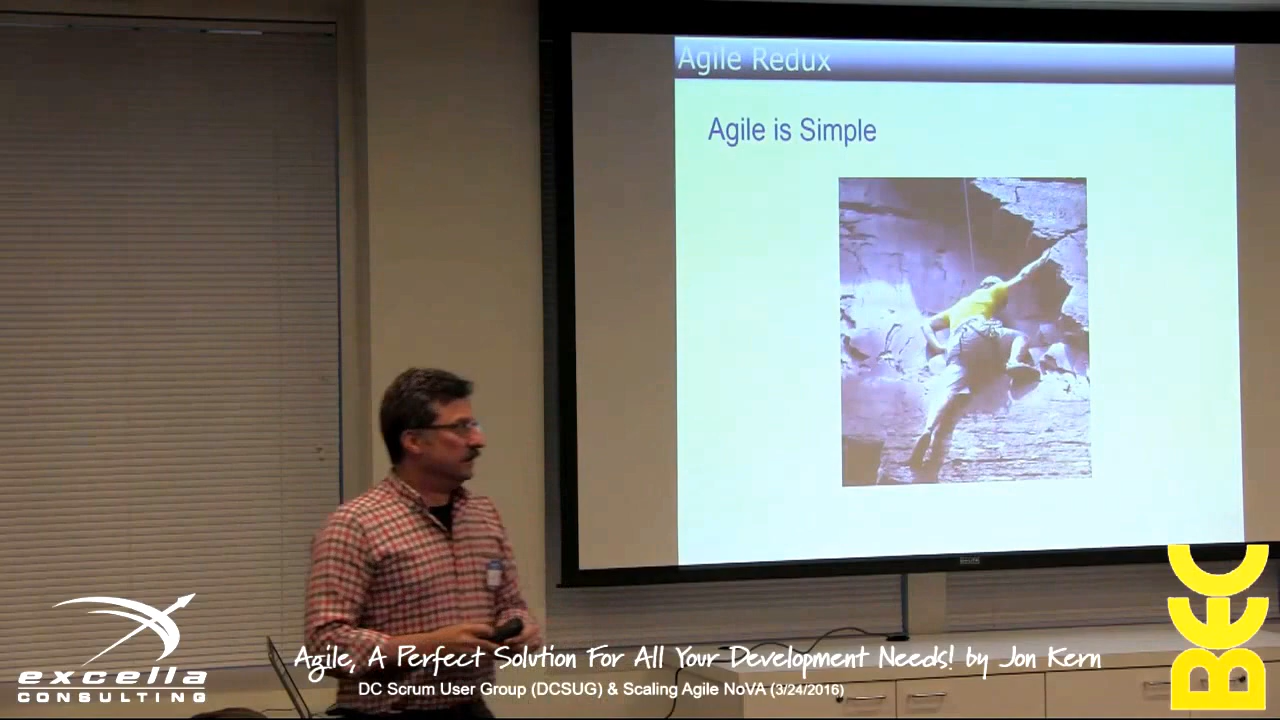 Agile Redux
Agile is Simple
excella
CONSULTING
Agile, A Perfect Solution For All Your Development Needs! by Jon Kern
DC Scrum User Group (DCSUG) & Scaling Agile NoVA (3/24/2016)
BEC